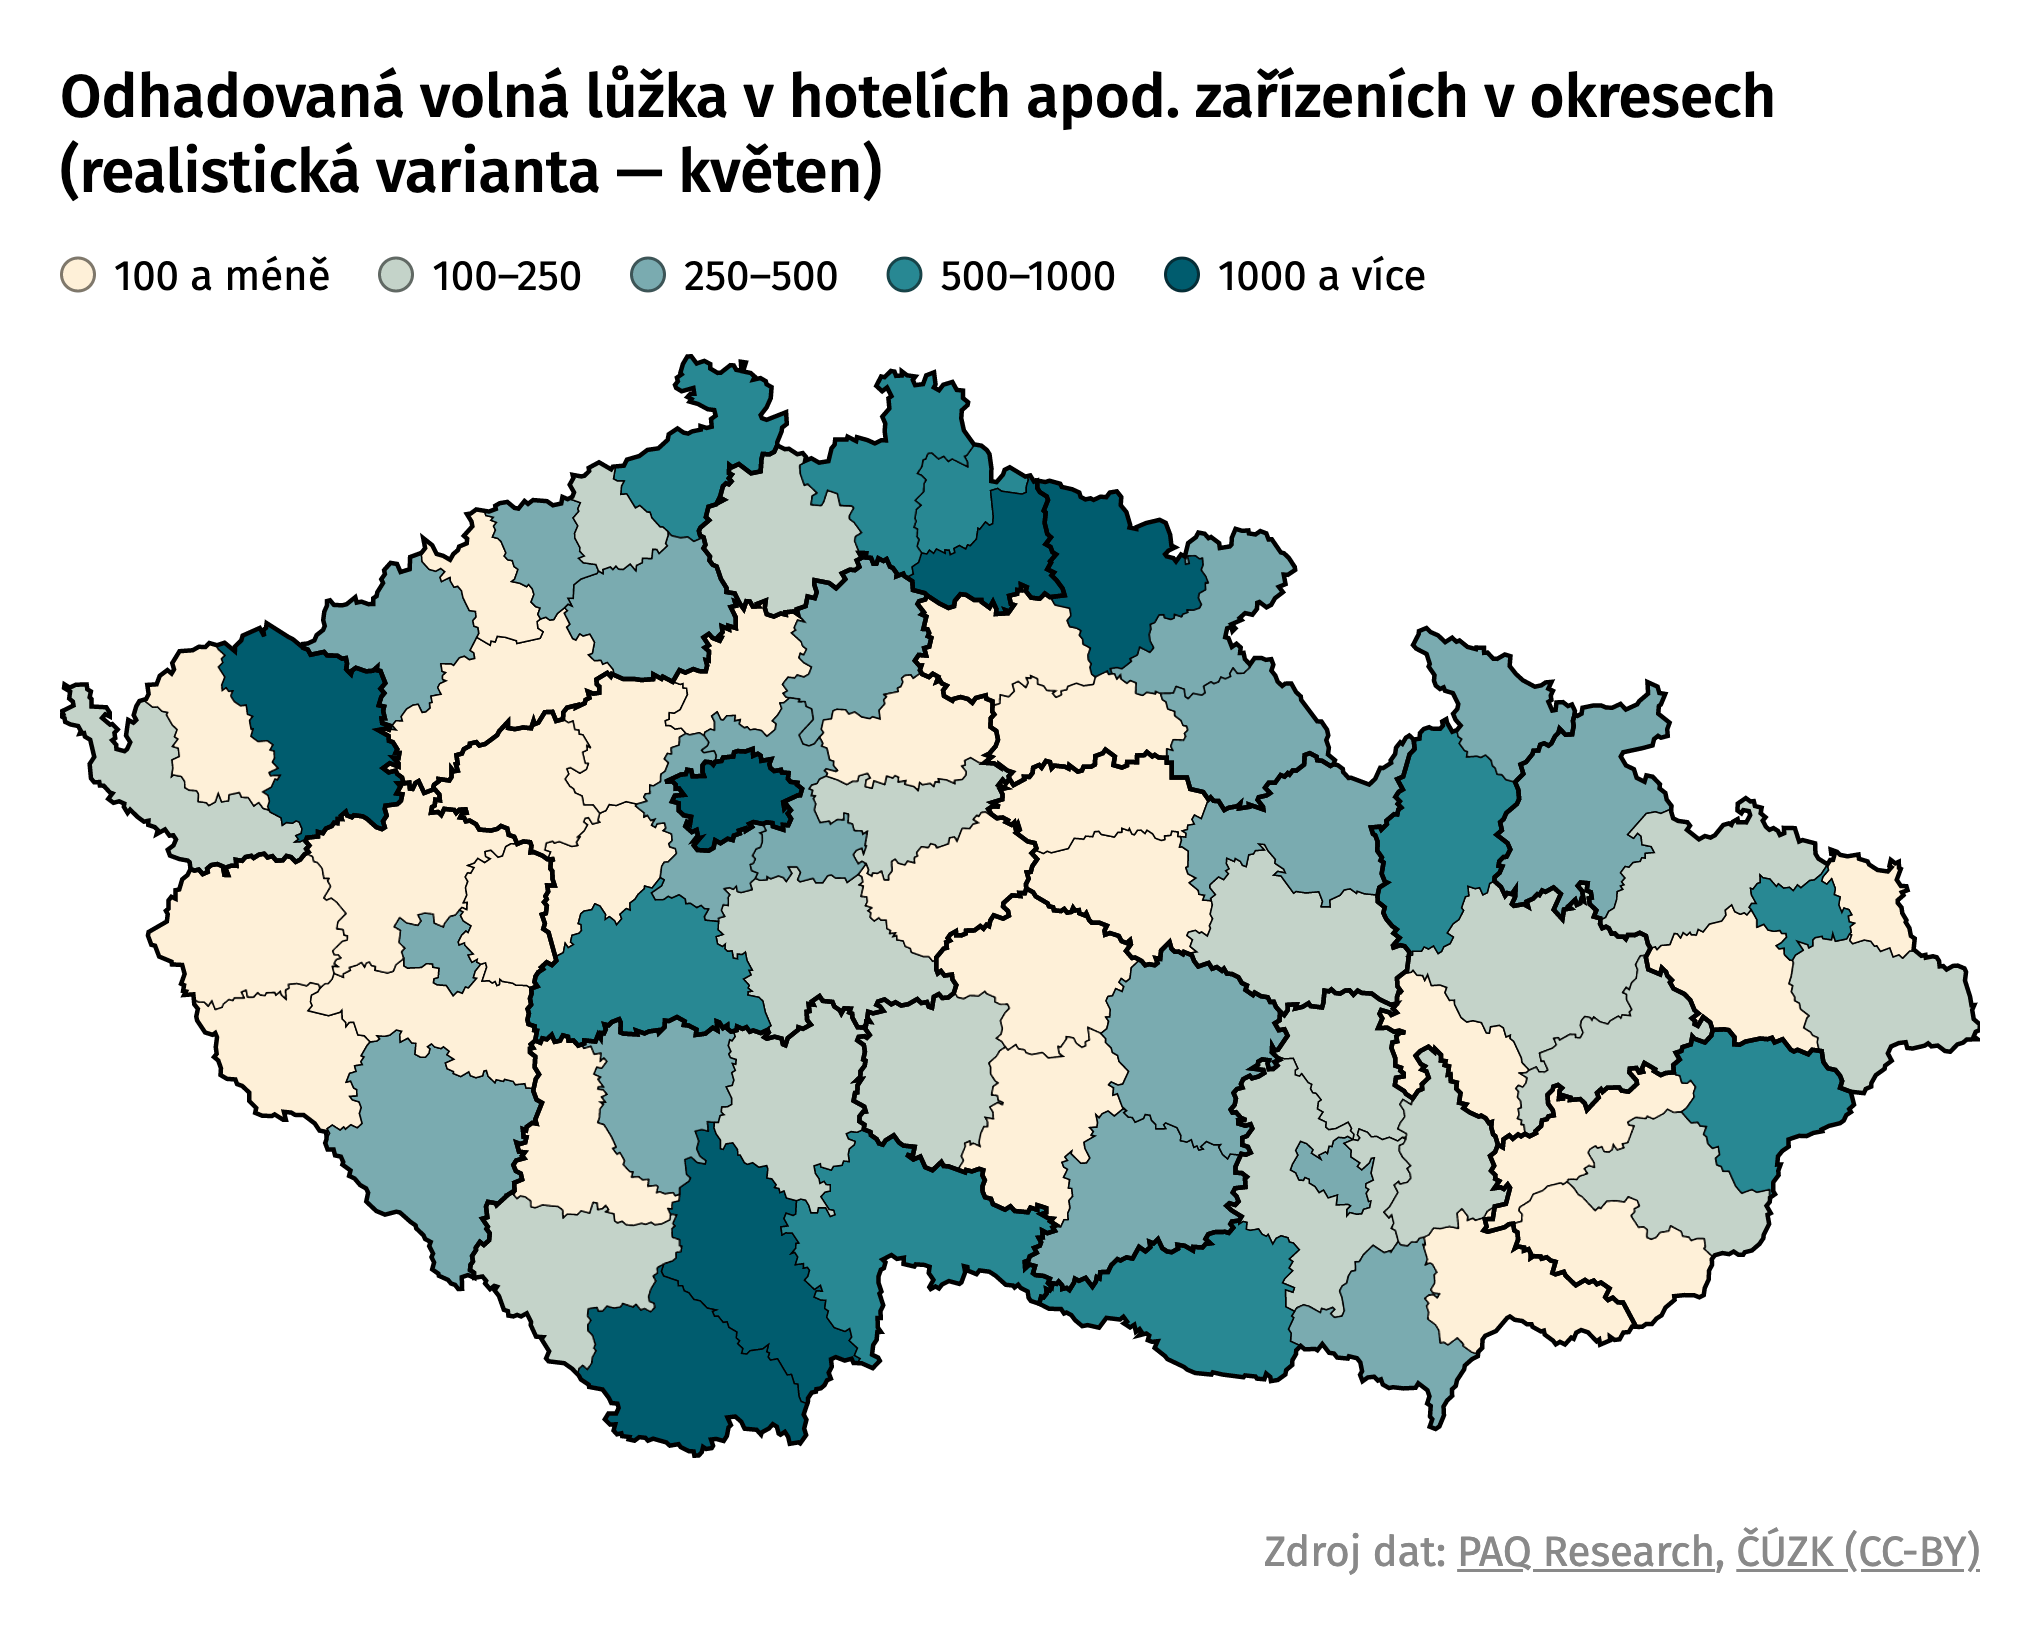 Odhadovaná volná lůžka v hotelích apod. zařízeních v okresech
(realistická varianta — květen)
100 a méně 100–250 250–500 500–1000 1000 a více
Zdroj dat: PAQ Research, ČÚZK (CC-BY)